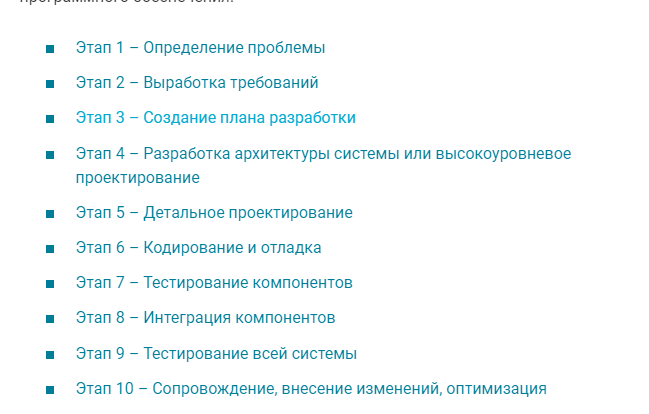 Этап 1 – Определение проблемы
Этап 2 – Выработка требований
Этап 3 – Создание плана разработки
Этап 4 – Разработка архитектуры системы или высокоуровневое
проектирование
Этап 5 – Детальное проектирование
Этап 6 – Кодирование и отладка
Этап 7 – Тестирование компонентов
Этап 8 – Интеграция компонентов
Этап 9 – Тестирование всей системы
Этап 10 – Сопровождение, внесение изменений, оптимизация